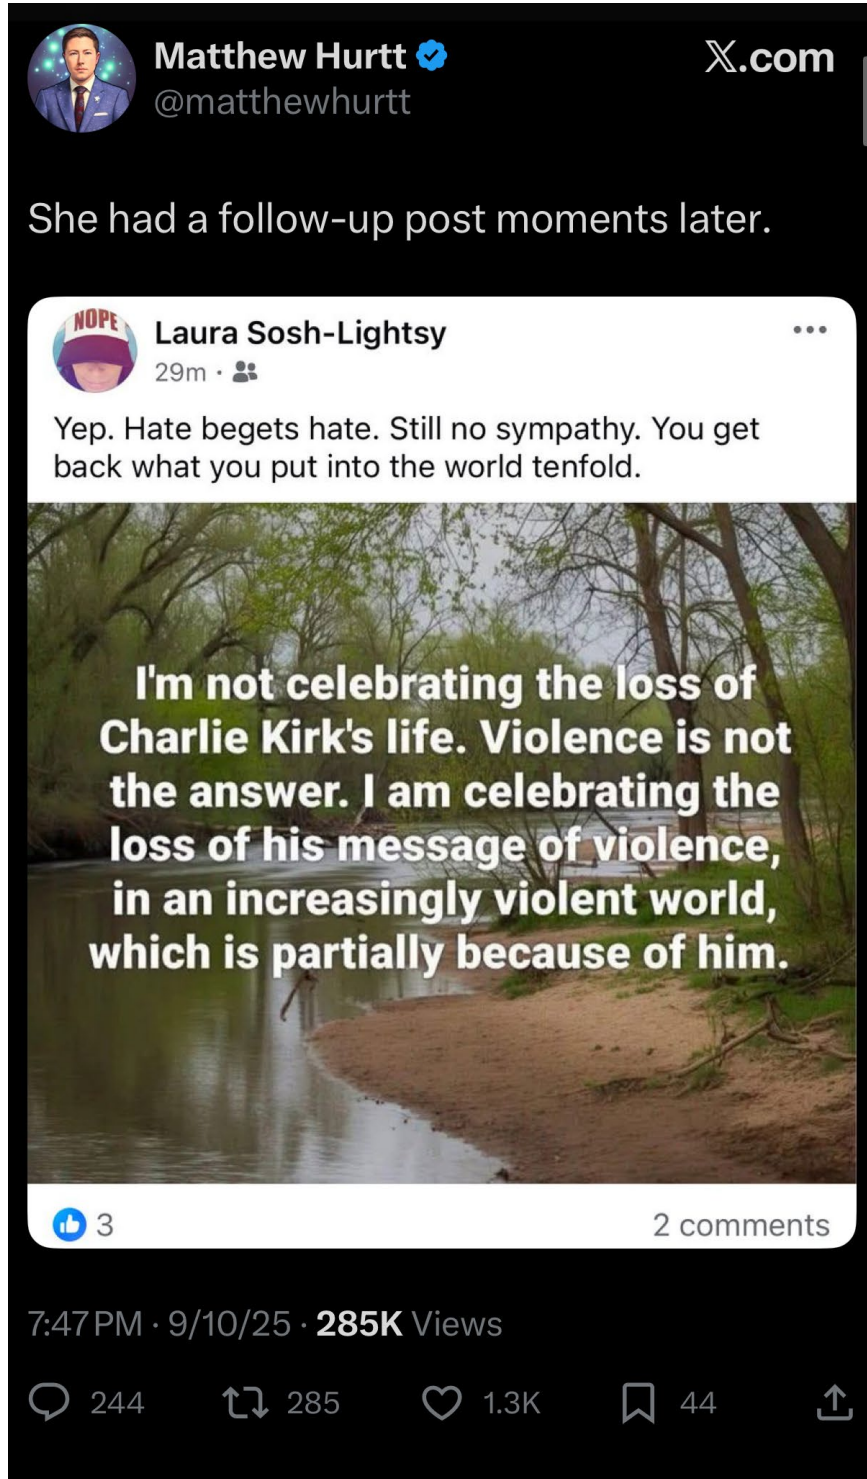 Matthew Hurtt
X.com
@matthewhurtt
She had a follow-up post moments later.
NOPE
Laura Sosh-Lightsy
29m ·
Yep. Hate begets hate. Still no sympathy. You get
back what you put into the world tenfold.
I'm not celebrating the loss of
Charlie Kirk's life. Violence is not
the answer. I am celebrating the
loss of his message of violence,
in an increasingly violent world,
which is partially because of him.
3
2 comments
7:47 PM · 9/10/25 · 285K Views
244 285 1.3K 44